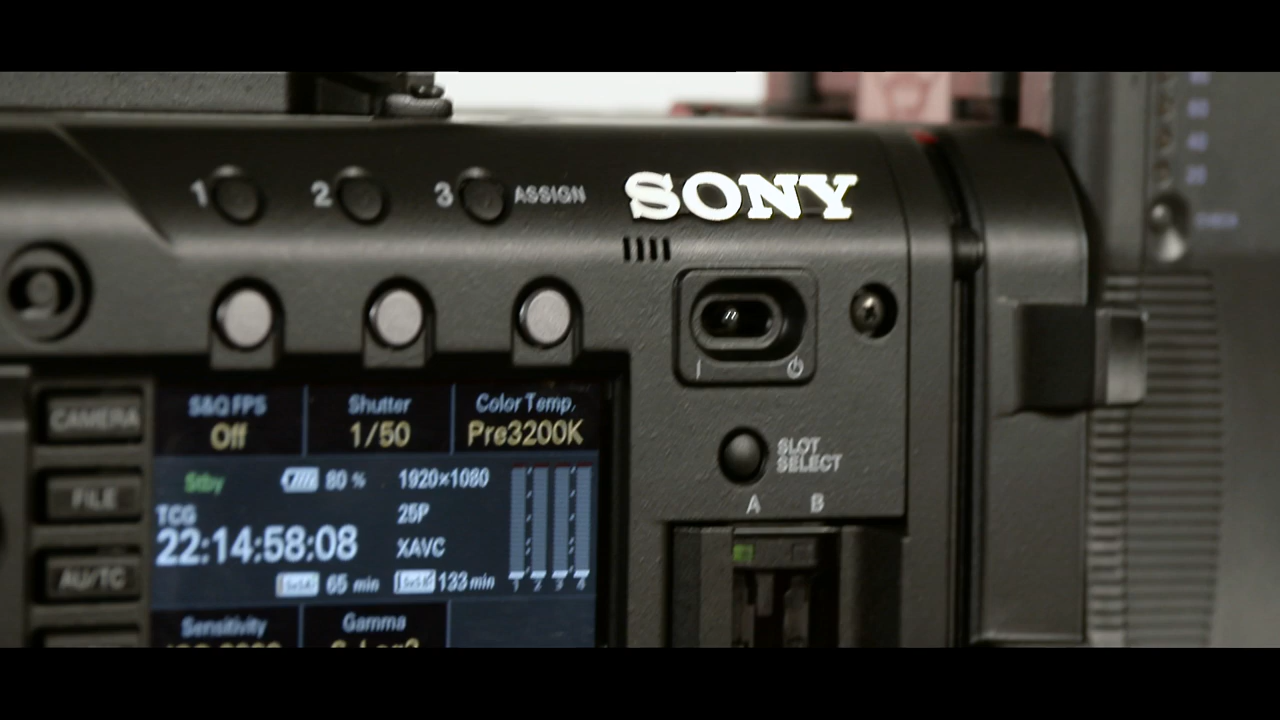 1 2 3 ASSIGN
SONY
S&Q FPS Shutter Color Temp.
Off 1/50 Pre3200K
CAMERA
Stby 80 % 1920×1080
FILE
TCG 25P
22:14:58:08 XAVC
AU/TC
65 min 133 min
1 2 3 4
Sensitivity Gamma
SLOT
SELECT
A B